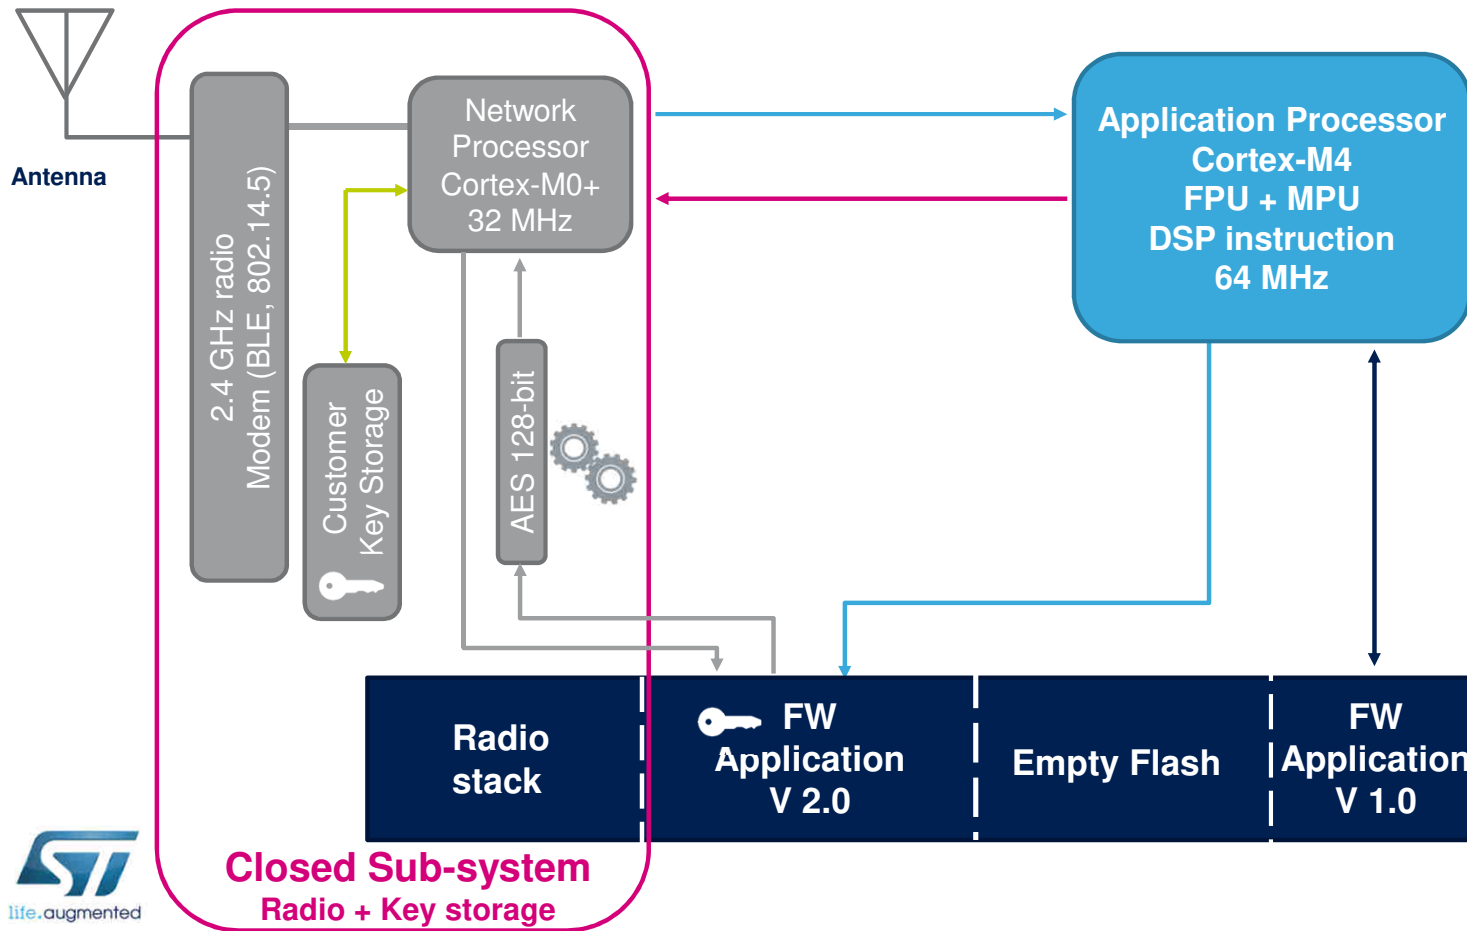 Antenna
2.4 GHz radio
Modem (BLE, 802.14.5)
Network
Processor
Cortex-M0+
32 MHz
Customer
Key Storage
AES 128-bit
Application Processor
Cortex-M4
FPU + MPU
DSP instruction
64 MHz
Radio
stack
FW
Application
V 2.0
Empty Flash
FW
Application
V 1.0
Closed Sub-system
Radio + Key storage
ST
life.augmented